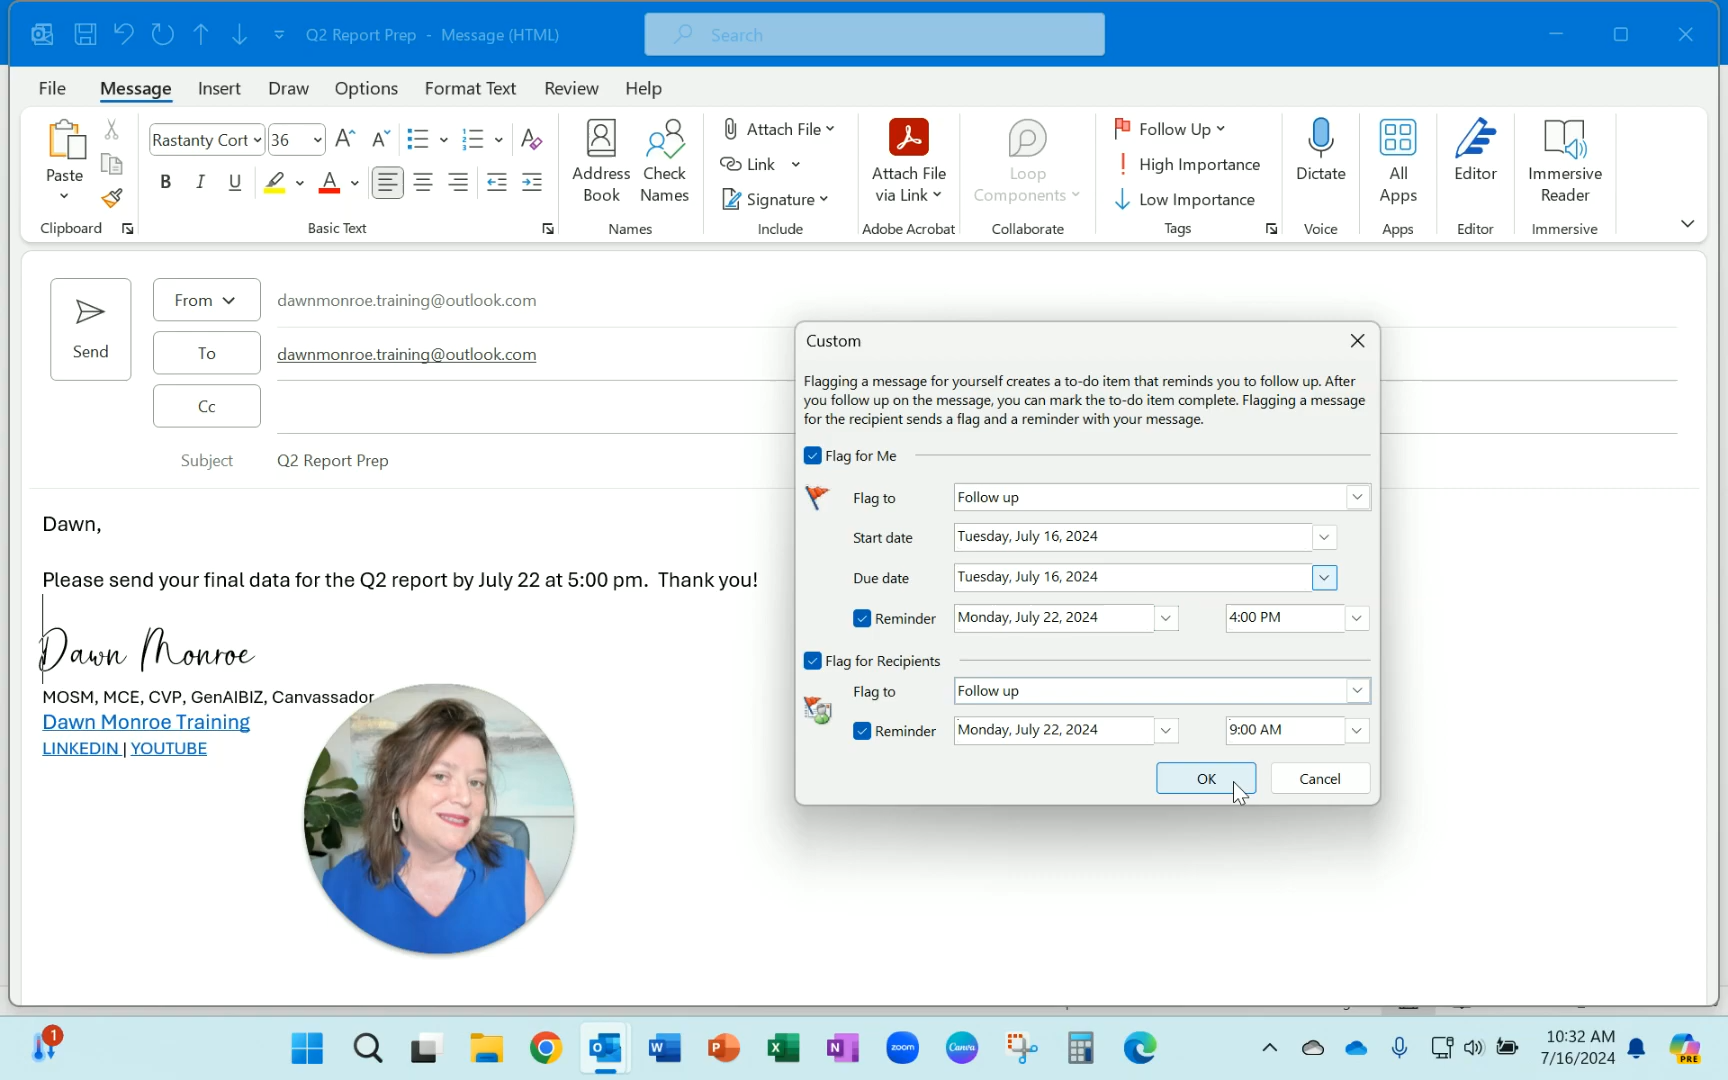 Q2 Report Prep - Message (HTML)
Search
File Message Insert Draw Options Format Text Review Help
Paste
Clipboard
Rastanty Cort 36
B I U A
Basic Text
Address Book
Check Names
Names
Attach File
Link
Signature
Include
Attach File via Link
Adobe Acrobat
Loop Components
Collaborate
Follow Up
High Importance
Low Importance
Tags
Dictate
Voice
All Apps
Apps
Editor
Editor
Immersive Reader
Immersive
Send
From dawnmonroe.training@outlook.com
To dawnmonroe.training@outlook.com
Cc
Subject Q2 Report Prep
Dawn,
Please send your final data for the Q2 report by July 22 at 5:00 pm. Thank you!
Dawn Monroe
MOSM, MCE, CVP, GenAIBIZ, Canvassador
Dawn Monroe Training
LINKEDIN | YOUTUBE
Custom
Flagging a message for yourself creates a to-do item that reminds you to follow up. After
you follow up on the message, you can mark the to-do item complete. Flagging a message
for the recipient sends a flag and a reminder with your message.
Flag for Me
Flag to Follow up
Start date Tuesday, July 16, 2024
Due date Tuesday, July 16, 2024
Reminder Monday, July 22, 2024 4:00 PM
Flag for Recipients
Flag to Follow up
Reminder Monday, July 22, 2024 9:00 AM
OK Cancel
1
zoom
Canva
10:32 AM
7/16/2024
PRE